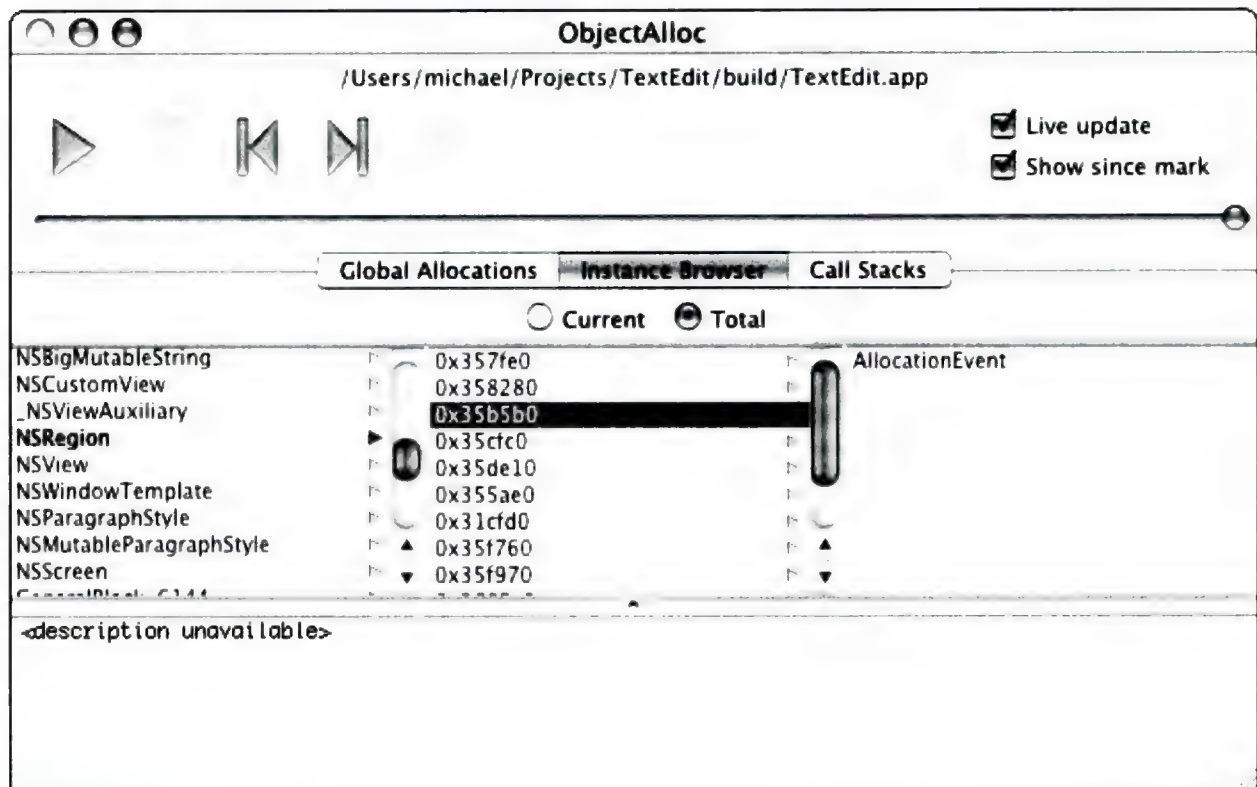 ObjectAlloc
/Users/michael/Projects/TextEdit/build/TextEdit.app
Live update
Show since mark
Global Allocations
Instance Browser
Call Stacks
Current
Total
NSBigMutableString
NSCustomView
_NSViewAuxiliary
NSRegion
NSView
NSWindowTemplate
NSParagraphStyle
NSMutableParagraphStyle
NSScreen
0x357fe0
0x358280
0x35b5b0
0x35cfc0
0x35de10
0x355ae0
0x31cfd0
0x35f760
0x35f970
AllocationEvent
<description unavailable>